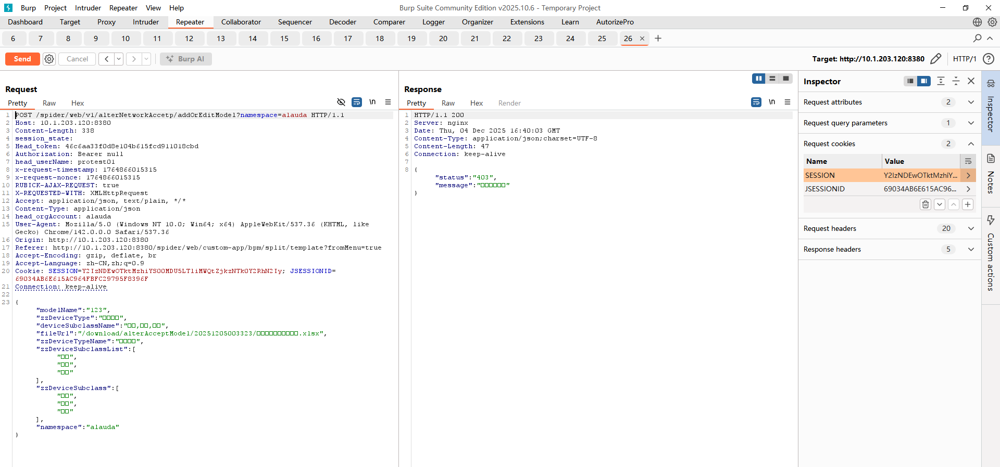 Burp Project Intruder Repeater View Help
Burp Suite Community Edition v2025.10.6 - Temporary Project
Dashboard Target Proxy Intruder Repeater Collaborator Sequencer Decoder Comparer Logger Organizer Extensions Learn AutorizePro
6 7 8 9 10 11 12 13 14 15 16 17 18 19 20 21 22 23 24 25 26
Send Cancel Burp AI
Target: http://10.1.203.120:8380 HTTP/1
Request
Pretty Raw Hex \n
1 POST /spider/web/v1/alterNetworkAccetp/addOrEditModel?namespace=alauda HTTP/1.1
2 Host: 10.1.203.120:8380
3 Content-Length: 338
4 session_state:
5 Head_token: 46c6aa33f0d8e104b615fcd911018cbd
6 Authorization: Bearer null
7 head_userName: protest01
8 x-request-timestamp: 1764866015315
9 x-request-nonce: 1764866015315
10 RUBICK-AJAX-REQUEST: true
11 X-REQUESTED-WITH: XMLHttpRequest
12 Accept: application/json, text/plain, */*
13 Content-Type: application/json
14 head_orgAccount: alauda
15 User-Agent: Mozilla/5.0 (Windows NT 10.0; Win64; x64) AppleWebKit/537.36 (KHTML, like
Gecko) Chrome/142.0.0.0 Safari/537.36
16 Origin: http://10.1.203.120:8380
17 Referer: http://10.1.203.120:8380/spider/web/custom-app/bpm/split/template?fromMenu=true
18 Accept-Encoding: gzip, deflate, br
19 Accept-Language: zh-CN,zh;q=0.9
20 Cookie: SESSION=Y2IzNDEwOTktMzhiYS00MDU5LTliMWQtZjkzNTk0Y2RhN2Iy; JSESSIONID=
69034AB6E615AC964FBFC29795F8396F
21 Connection: keep-alive
22
23 {
"modelName":"123",
"zzDeviceType":"□□□□",
"deviceSubclassName":"□□,□□,□□",
"fileUrl":"/download/alterAcceptModel/20251205003323/□□□□□□□□□□.xlsx",
"zzDeviceTypeName":"□□□□",
"zzDeviceSubclassList":[
"□□",
"□□",
"□□"
],
"zzDeviceSubclass":[
"□□",
"□□",
"□□"
],
"namespace":"alauda"
}
Response
Pretty Raw Hex Render \n
1 HTTP/1.1 200
2 Server: nginx
3 Date: Thu, 04 Dec 2025 16:40:03 GMT
4 Content-Type: application/json;charset=UTF-8
5 Content-Length: 47
6 Connection: keep-alive
7
8 {
"status":"403",
"message":"□□□□□□"
}
Inspector
Request attributes 2
Request query parameters 1
Request cookies 2
Name Value
SESSION Y2IzNDEwOTktMzhiY...
JSESSIONID 69034AB6E615AC96...
Request headers 20
Response headers 5
Inspector
Notes
Custom actions